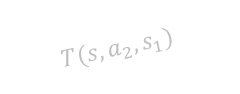 T(s, a₂, s₁)